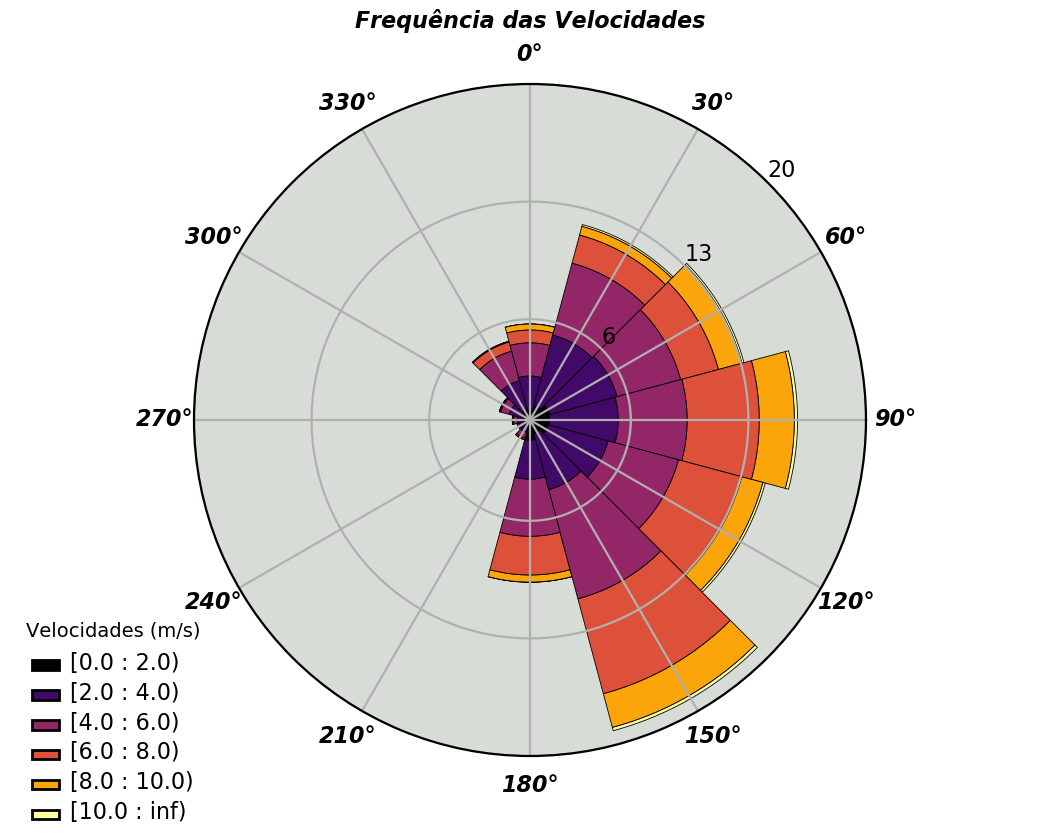 Frequência das Velocidades
0°
330°
30°
20
300°
60°
13
6
270°
90°
240°
120°
210°
150°
180°
Velocidades (m/s)
[0.0 : 2.0)
[2.0 : 4.0)
[4.0 : 6.0)
[6.0 : 8.0)
[8.0 : 10.0)
[10.0 : inf)